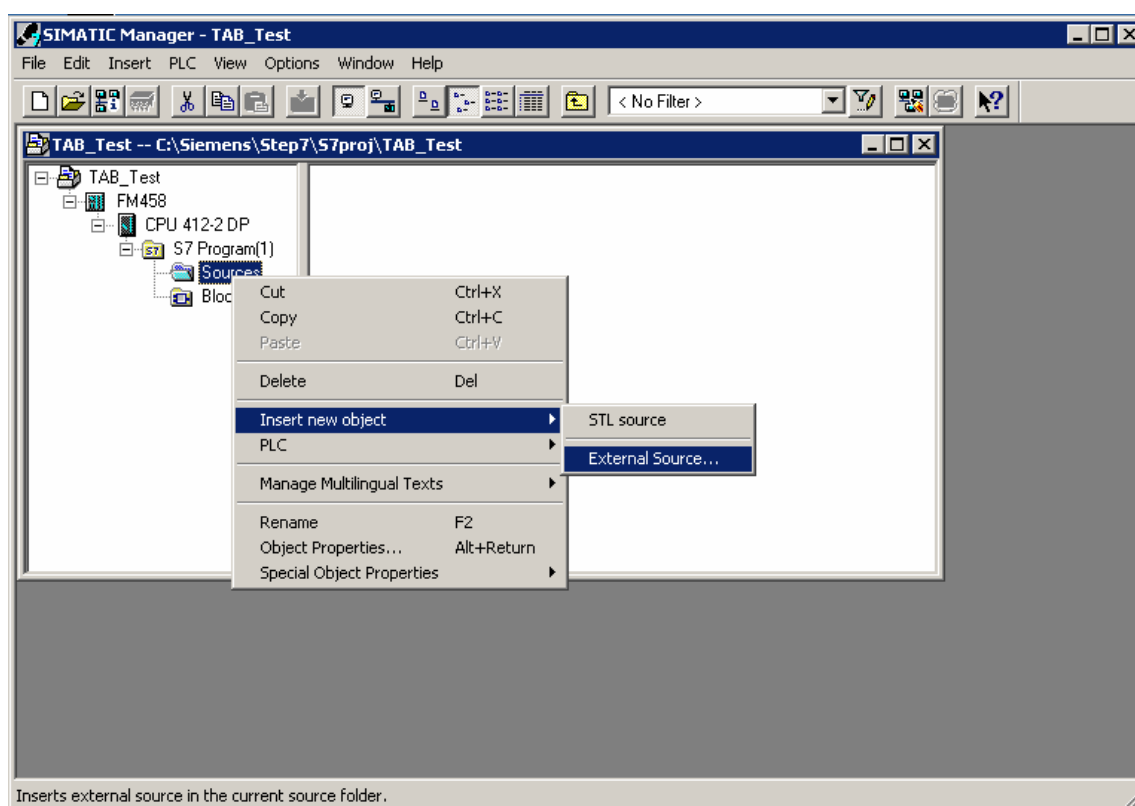 SIMATIC Manager - TAB_Test
File Edit Insert PLC View Options Window Help
< No Filter >
TAB_Test -- C:\Siemens\Step7\S7proj\TAB_Test
TAB_Test
FM458
CPU 412-2 DP
S7 Program(1)
Sources
Bloc
Cut Ctrl+X
Copy Ctrl+C
Paste Ctrl+V
Delete Del
Insert new object
STL source
PLC
External Source...
Manage Multilingual Texts
Rename F2
Object Properties... Alt+Return
Special Object Properties
Inserts external source in the current source folder.